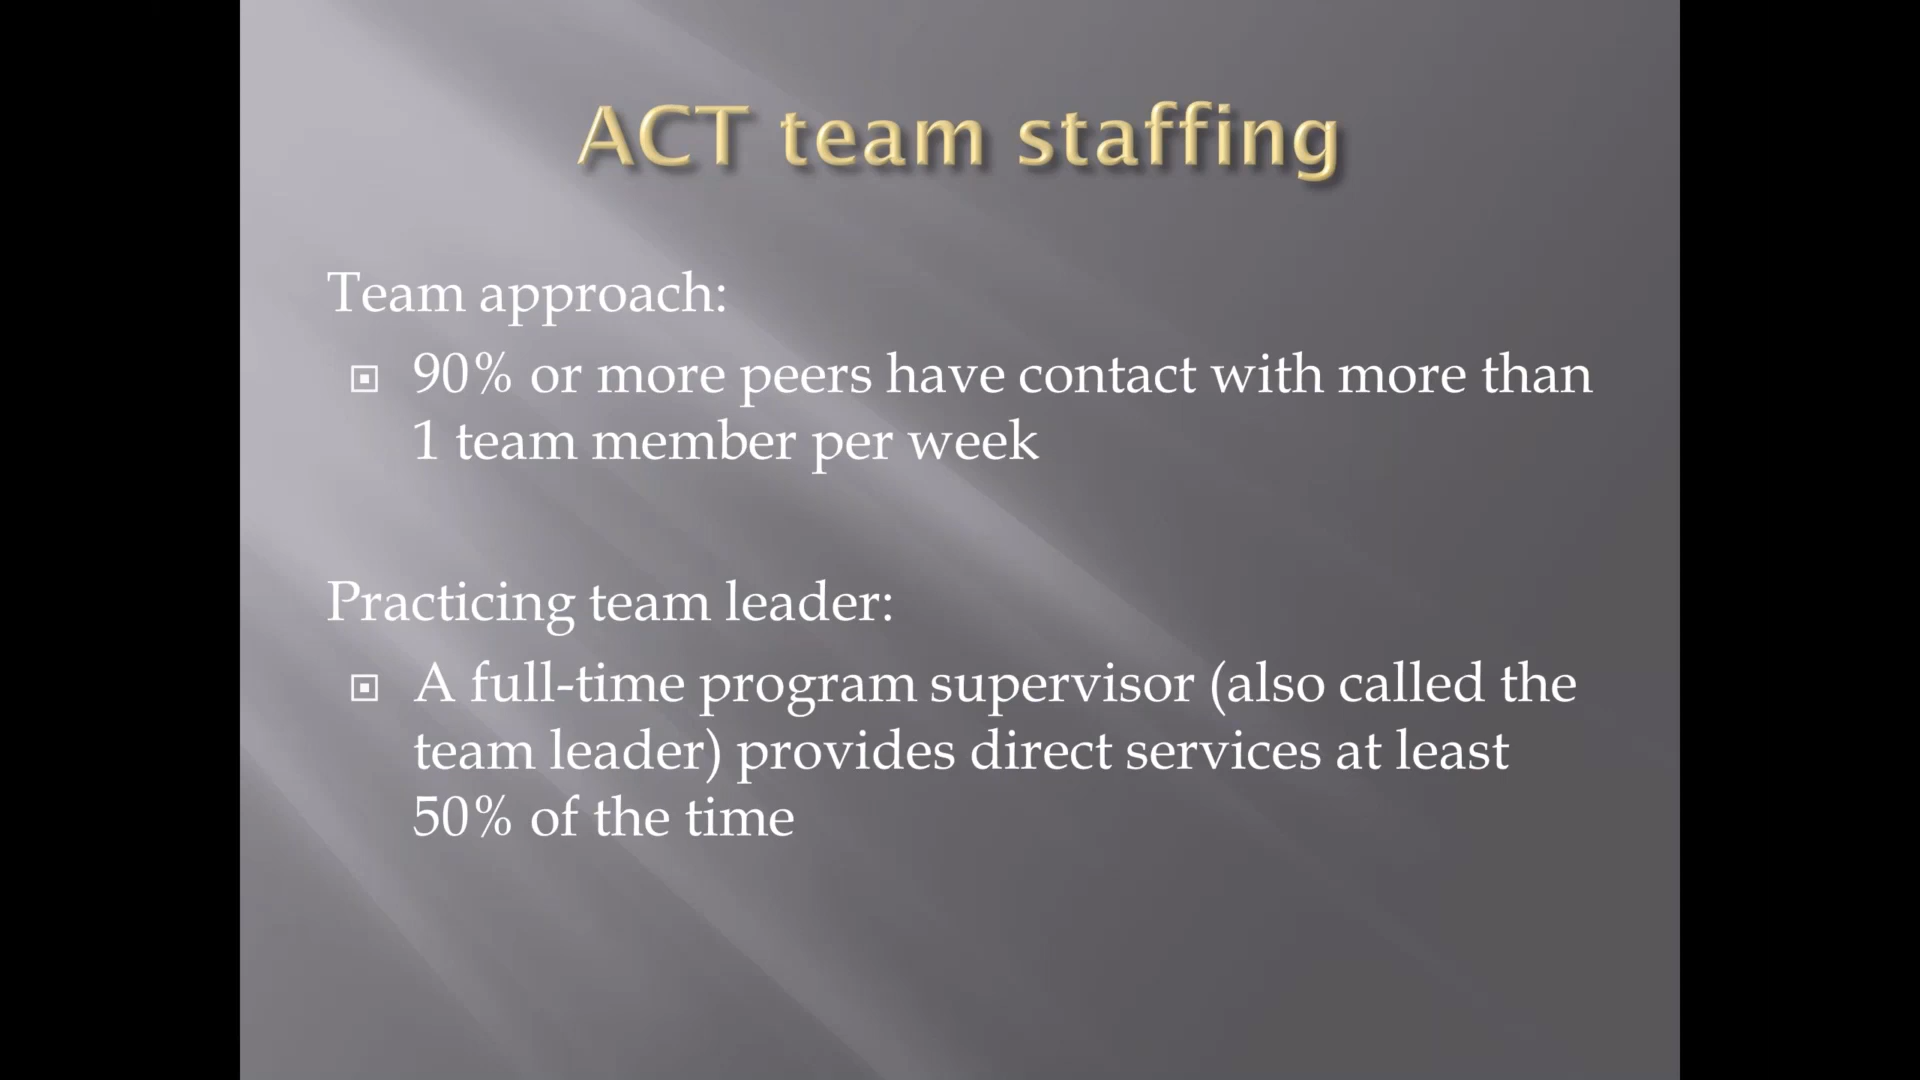 ACT team staffing
Team approach:
90% or more peers have contact with more than
1 team member per week
Practicing team leader:
A full-time program supervisor (also called the
team leader) provides direct services at least
50% of the time